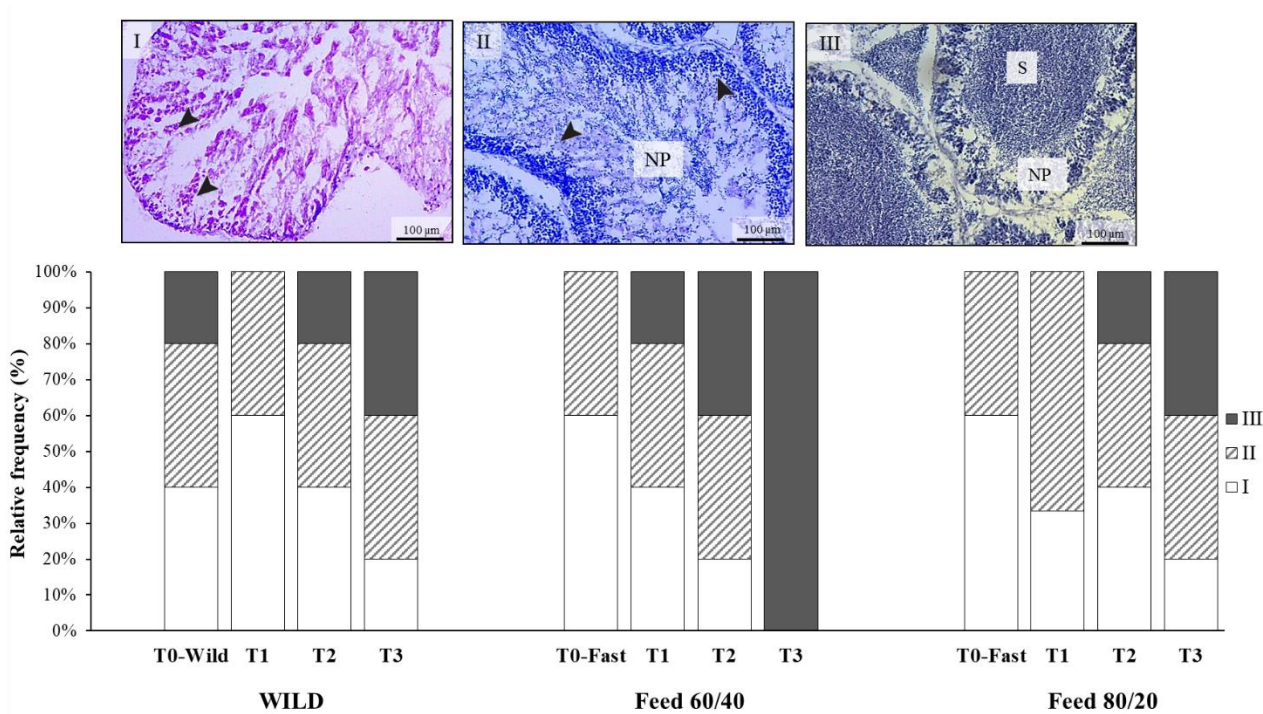 I
II
III
S
NP
NP
100 µm
100 µm
100 µm
100%
90%
80%
70%
60%
50%
40%
30%
20%
10%
0%
Relative frequency (%)
III
II
I
T0-Wild T1 T2 T3
T0-Fast T1 T2 T3
T0-Fast T1 T2 T3
WILD
Feed 60/40
Feed 80/20